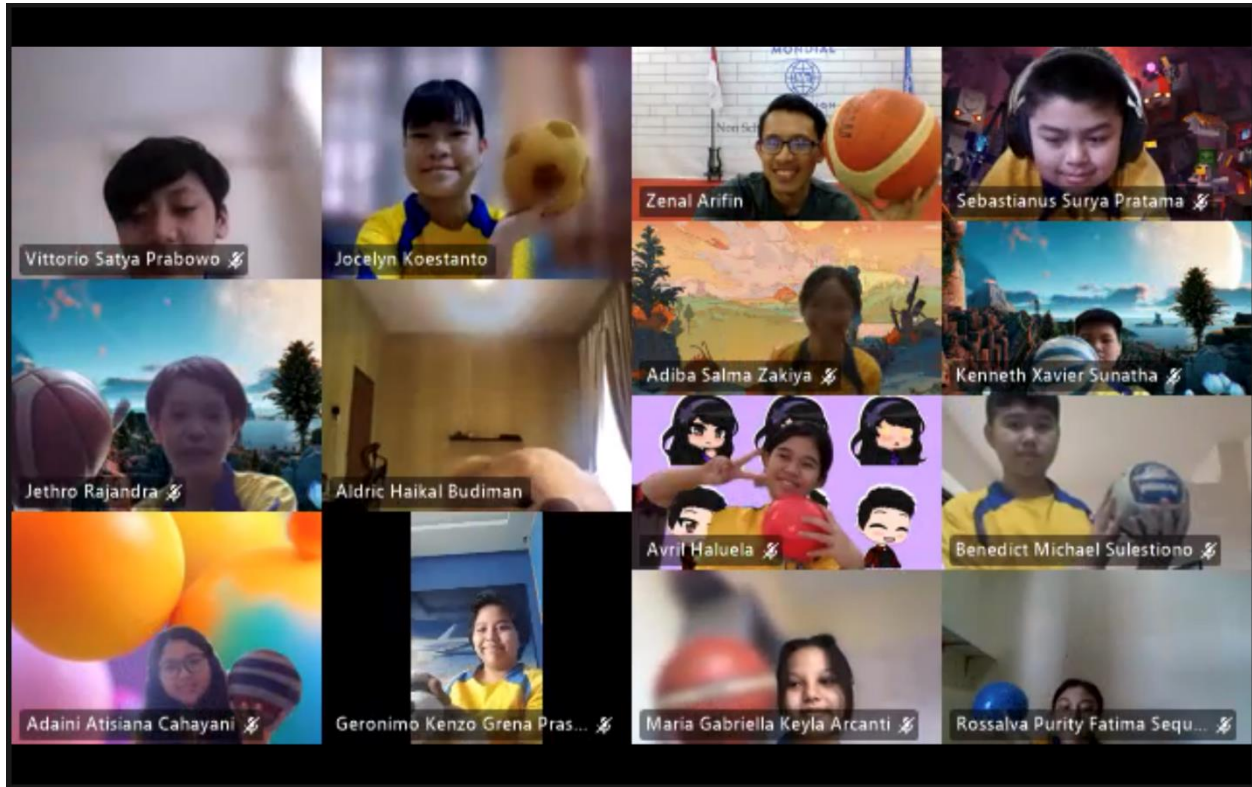 Vittorio Satya Prabowo
Jocelyn Koestanto
MONDIAL
Zenal Arifin
Sebastianus Surya Pratama
Jethro Rajandra
Aldric Haikal Budiman
Adiba Salma Zakiya
Kenneth Xavier Sunatha
Avril Haluela
Benedict Michael Sulestiono
Adaini Atisiana Cahayani
Geronimo Kenzo Grena Pras...
Maria Gabriella Keyla Arcanti
Rossalva Purity Fatima Sequ...